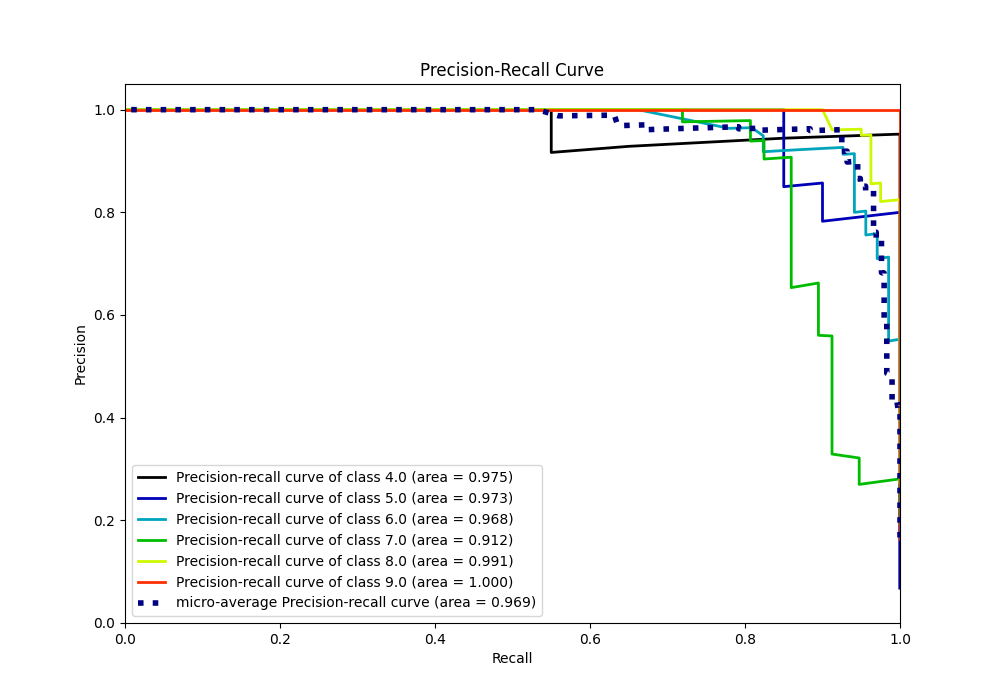 Precision-Recall Curve
1.0
0.8
0.6
0.4
0.2
0.0
Precision
Precision-recall curve of class 4.0 (area = 0.975)
Precision-recall curve of class 5.0 (area = 0.973)
Precision-recall curve of class 6.0 (area = 0.968)
Precision-recall curve of class 7.0 (area = 0.912)
Precision-recall curve of class 8.0 (area = 0.991)
Precision-recall curve of class 9.0 (area = 1.000)
micro-average Precision-recall curve (area = 0.969)
0.0 0.2 0.4 0.6 0.8 1.0
Recall